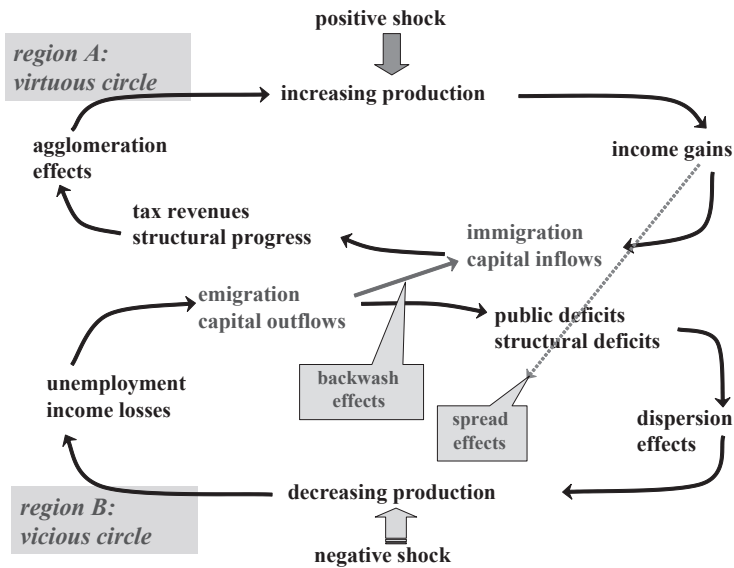 positive shock
region A:
virtuous circle
increasing production
agglomeration
effects
income gains
tax revenues
structural progress
immigration
capital inflows
emigration
capital outflows
public deficits
structural deficits
backwash
effects
unemployment
income losses
spread
effects
dispersion
effects
decreasing production
region B:
vicious circle
negative shock